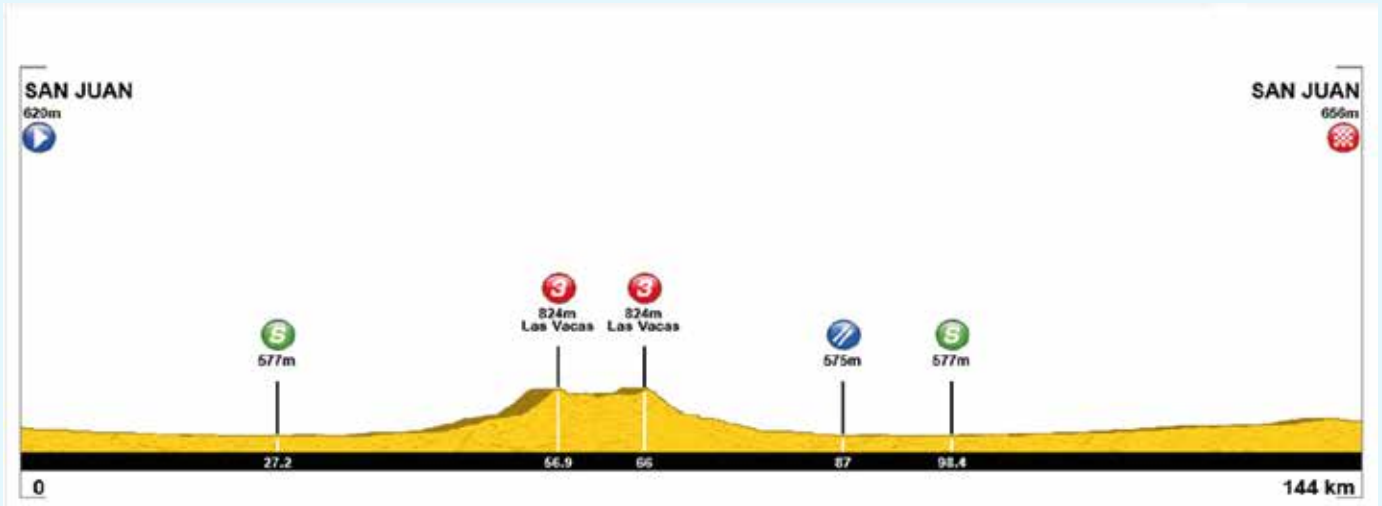 SAN JUAN
620m
SAN JUAN
656m
3
824m
Las Vacas
3
824m
Las Vacas
S
577m
575m
S
577m
27.2
56.9
66
87
98.4
0
144 km